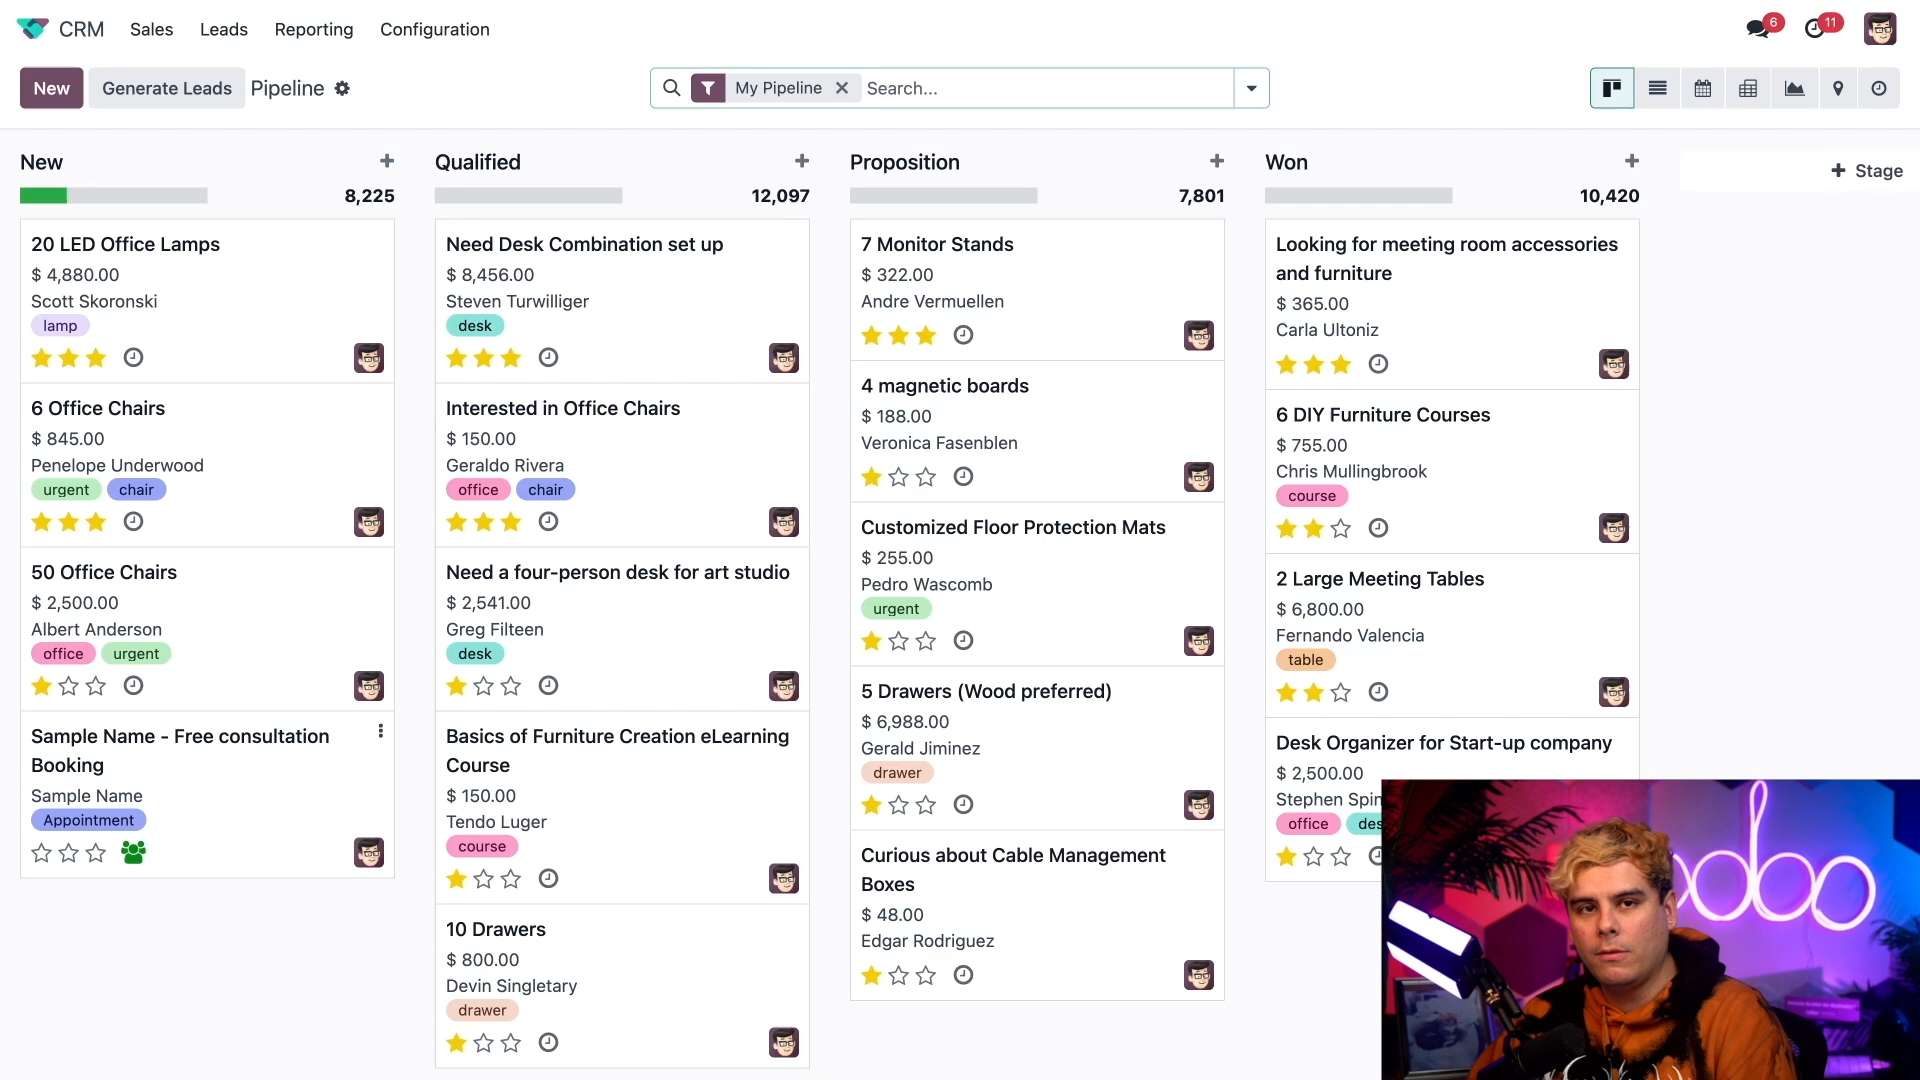 CRM
Sales
Leads
Reporting
Configuration
6
11
New
Generate Leads
Pipeline
My Pipeline
Search...
New
8,225
20 LED Office Lamps
$ 4,880.00
Scott Skoronski
lamp
6 Office Chairs
$ 845.00
Penelope Underwood
urgent chair
50 Office Chairs
$ 2,500.00
Albert Anderson
office urgent
Sample Name - Free consultation
Booking
Sample Name
Appointment
Qualified
12,097
Need Desk Combination set up
$ 8,456.00
Steven Turwilliger
desk
Interested in Office Chairs
$ 150.00
Geraldo Rivera
office chair
Need a four-person desk for art studio
$ 2,541.00
Greg Filteen
desk
Basics of Furniture Creation eLearning
Course
$ 150.00
Tendo Luger
course
10 Drawers
$ 800.00
Devin Singletary
drawer
Proposition
7,801
7 Monitor Stands
$ 322.00
Andre Vermuellen
4 magnetic boards
$ 188.00
Veronica Fasenblen
Customized Floor Protection Mats
$ 255.00
Pedro Wascomb
urgent
5 Drawers (Wood preferred)
$ 6,988.00
Gerald Jiminez
drawer
Curious about Cable Management
Boxes
$ 48.00
Edgar Rodriguez
Won
10,420
Looking for meeting room accessories
and furniture
$ 365.00
Carla Ultoniz
6 DIY Furniture Courses
$ 755.00
Chris Mullingbrook
course
2 Large Meeting Tables
$ 6,800.00
Fernando Valencia
table
Desk Organizer for Start-up company
$ 2,500.00
Stephen Spin
office des
Stage
odoo